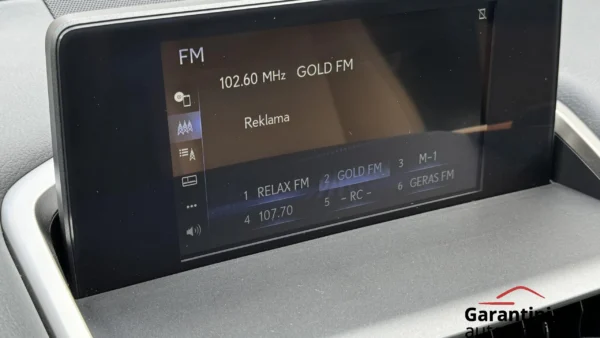 FM
102.60 MHz GOLD FM
Reklama
1 RELAX FM 2 GOLD FM 3 M-1
4 107.70 5 - RC - 6 GERAS FM
Garantini